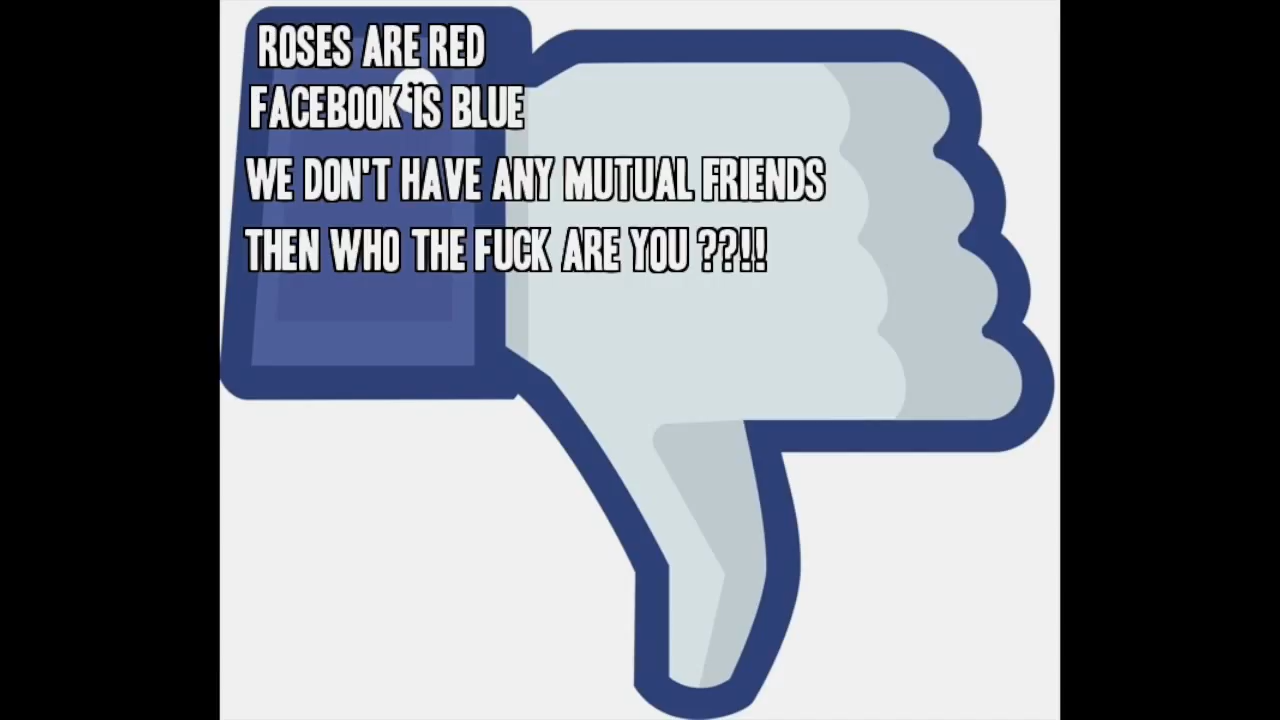 ROSES ARE RED
FACEBOOK IS BLUE
WE DON'T HAVE ANY MUTUAL FRIENDS
THEN WHO THE FUCK ARE YOU ??!!